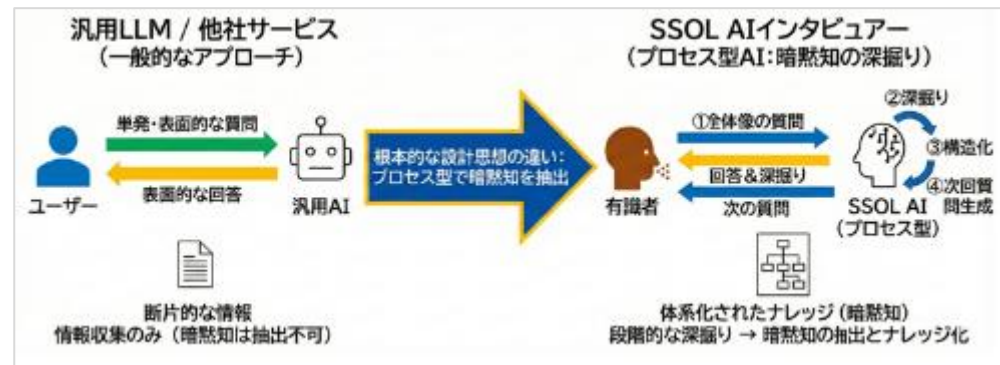 汎用LLM / 他社サービス
（一般的なアプローチ）
単発・表面的な質問
表面的な回答
ユーザー
汎用AI
断片的な情報
情報収集のみ（暗黙知は抽出不可）
根本的な設計思想の違い：
プロセス型で暗黙知を抽出
SSOL AIインタビュアー
（プロセス型AI：暗黙知の深掘り）
①全体像の質問
回答＆深掘り
次の質問
有識者
②深掘り
③構造化
④次回質
問生成
SSOL AI
（プロセス型）
体系化されたナレッジ（暗黙知）
段階的な深掘り → 暗黙知の抽出とナレッジ化